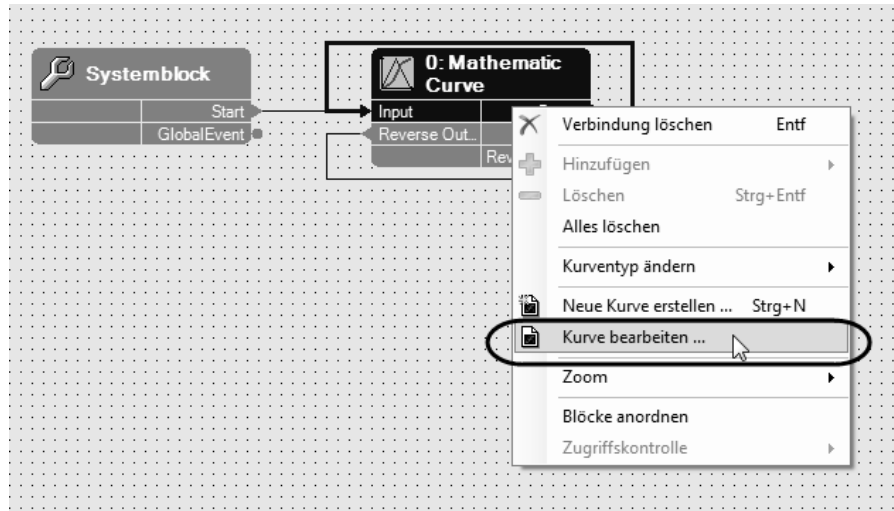 Systemblock
Start
GlobalEvent
0: Mathematic
Curve
Input
Reverse Out...
Rev
Verbindung löschen Entf
Hinzufügen
Löschen Strg+Entf
Alles löschen
Kurventyp ändern
Neue Kurve erstellen ... Strg+N
Kurve bearbeiten ...
Zoom
Blöcke anordnen
Zugriffskontrolle